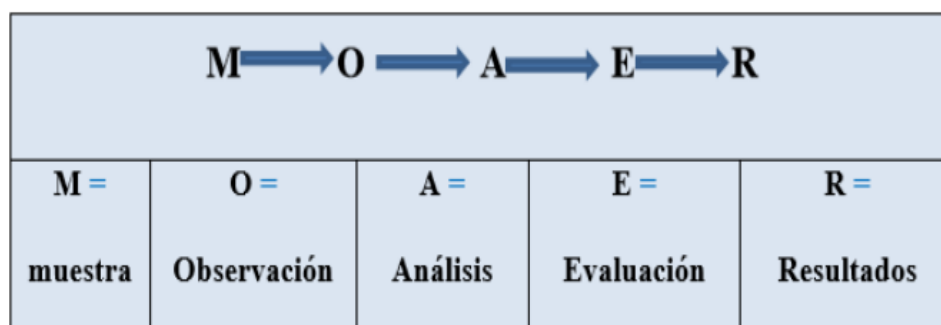 M O A E R
M = O = A = E = R =
muestra Observación Análisis Evaluación Resultados